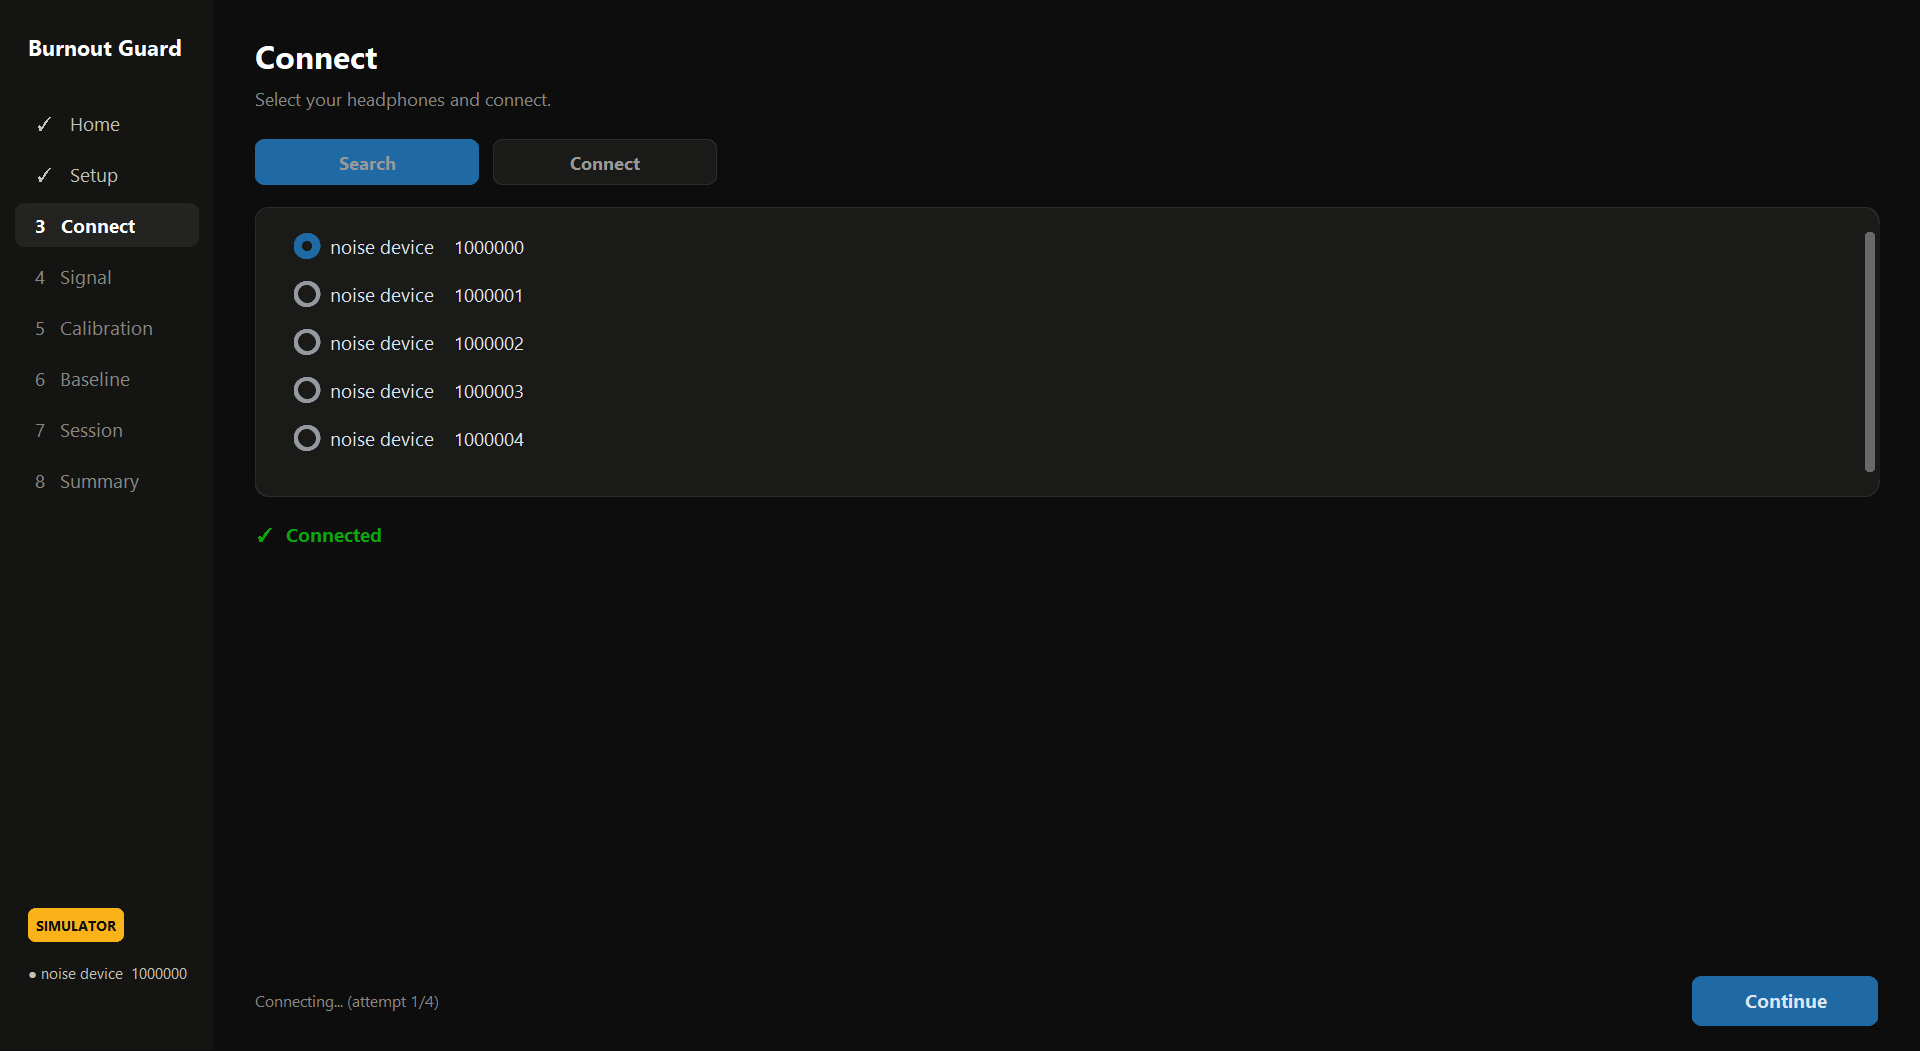 Burnout Guard
✓ Home
✓ Setup
3 Connect
4 Signal
5 Calibration
6 Baseline
7 Session
8 Summary
SIMULATOR
● noise device 1000000
Connect
Select your headphones and connect.
Search
Connect
noise device 1000000
noise device 1000001
noise device 1000002
noise device 1000003
noise device 1000004
✓ Connected
Connecting... (attempt 1/4)
Continue